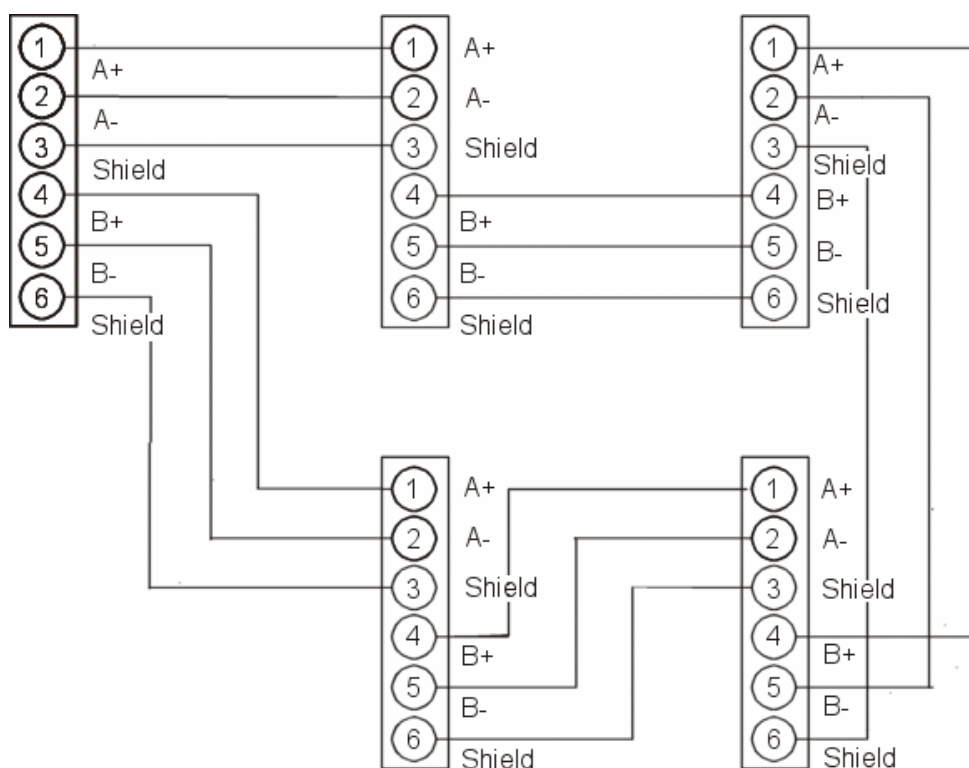 1
A+
2
A-
3
Shield
4
B+
5
B-
6
Shield
1 A+
2 A-
3 Shield
4
B+
5
B-
6
Shield
1
A+
2
A-
3
Shield
4 B+
5 B-
6 Shield
1 A+
2 A-
3 Shield
4
B+
5
B-
6
Shield
1 A+
2 A-
3 Shield
4
B+
5
B-
6
Shield